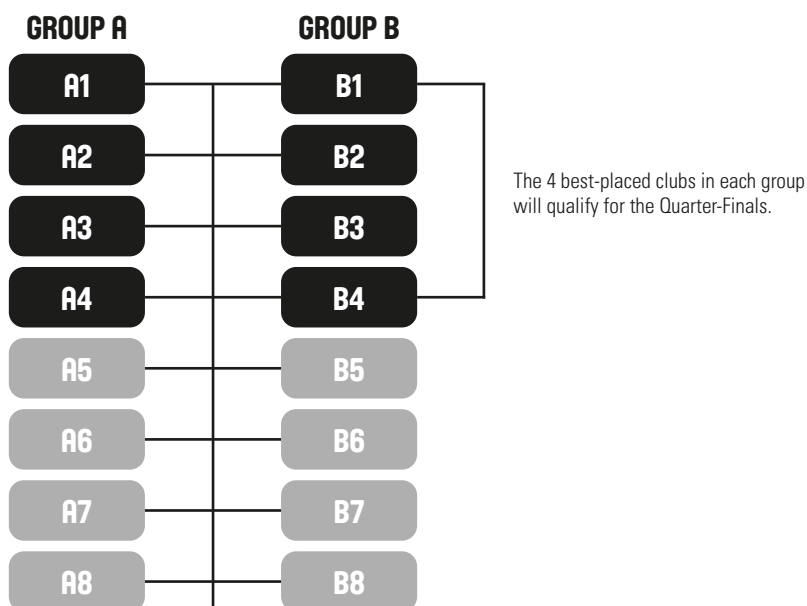 GROUP A
GROUP B
A1
B1
A2
B2
The 4 best-placed clubs in each group
will qualify for the Quarter-Finals.
A3
B3
A4
B4
A5
B5
A6
B6
A7
B7
A8
B8